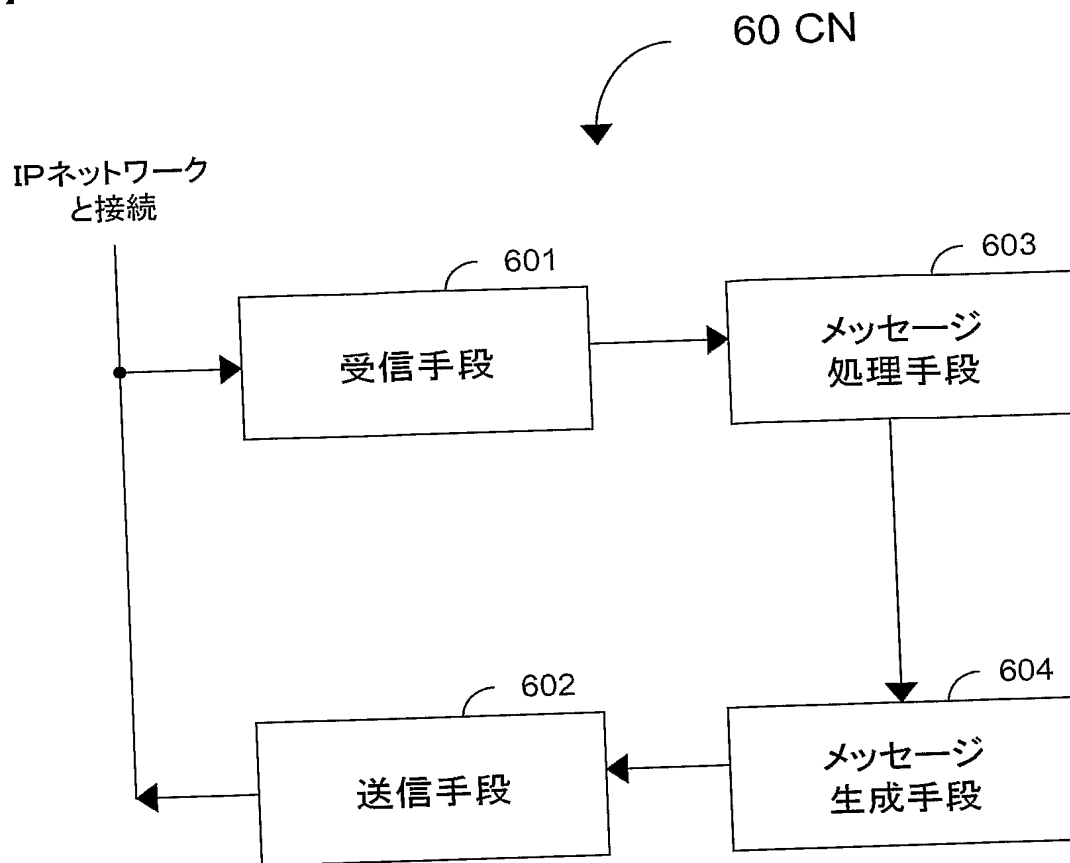 60 CN
IPネットワーク
と接続
601
受信手段
603
メッセージ
処理手段
602
送信手段
604
メッセージ
生成手段